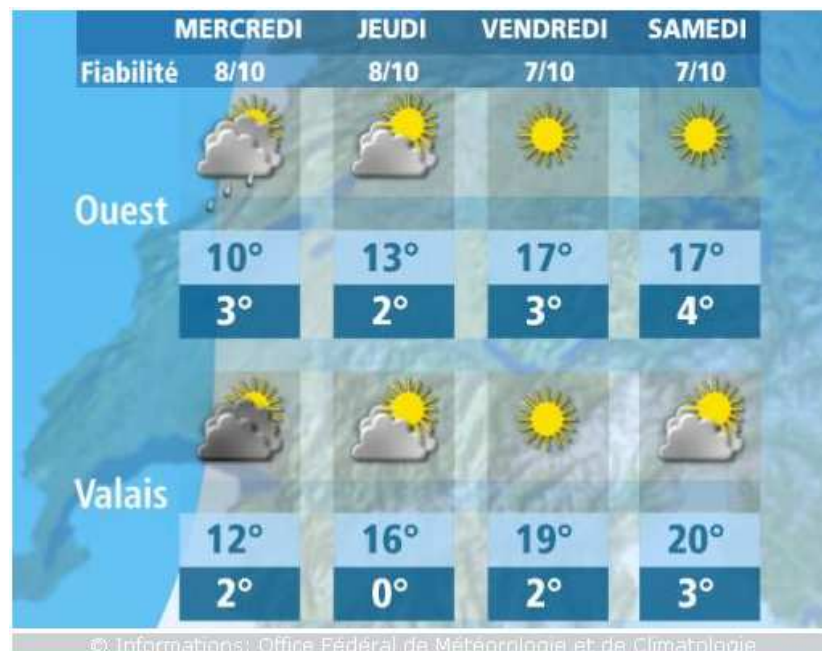 MERCREDI JEUDI VENDREDI SAMEDI
Fiabilité 8/10 8/10 7/10 7/10
Ouest
10° 13° 17° 17°
3° 2° 3° 4°
Valais
12° 16° 19° 20°
2° 0° 2° 3°
© Informations: Office Fédéral de Météorologie et de Climatologie